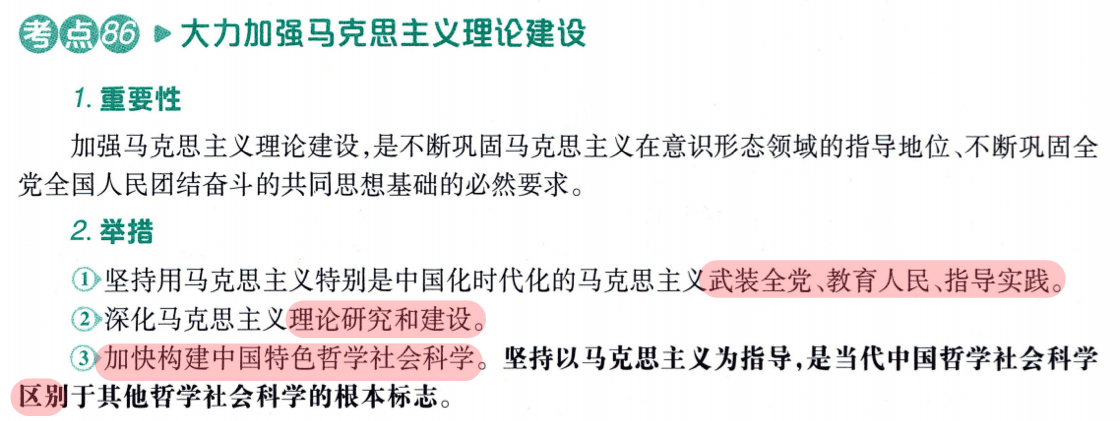 考点86 ▶ 大力加强马克思主义理论建设
1. 重要性
加强马克思主义理论建设,是不断巩固马克思主义在意识形态领域的指导地位、不断巩固全
党全国人民团结奋斗的共同思想基础的必然要求。
2. 举措
①坚持用马克思主义特别是中国化时代化的马克思主义武装全党、教育人民、指导实践。
②深化马克思主义理论研究和建设。
③加快构建中国特色哲学社会科学。坚持以马克思主义为指导,是当代中国哲学社会科学
区别于其他哲学社会科学的根本标志。